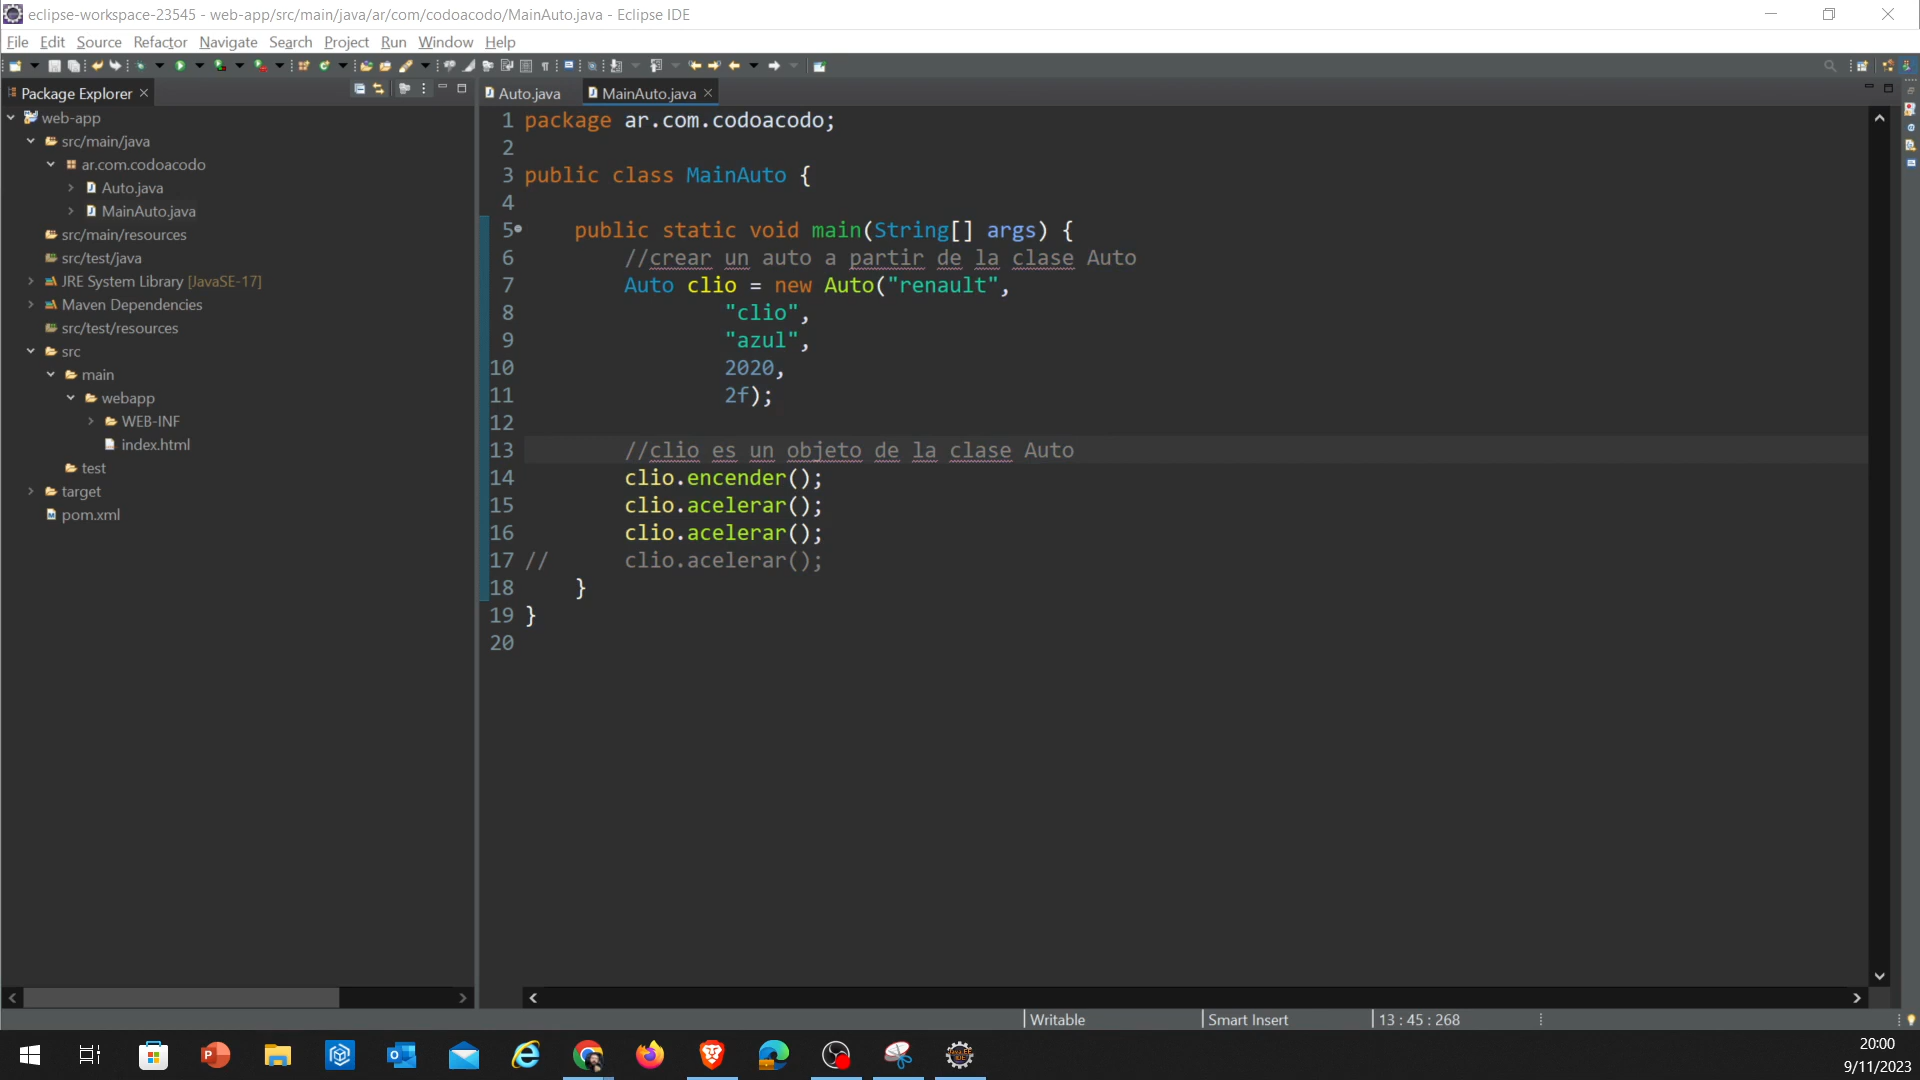 eclipse-workspace-23545 - web-app/src/main/java/ar/com/codoacodo/MainAuto.java - Eclipse IDE
File Edit Source Refactor Navigate Search Project Run Window Help
Package Explorer
web-app
src/main/java
ar.com.codoacodo
Auto.java
MainAuto.java
src/main/resources
src/test/java
JRE System Library [JavaSE-17]
Maven Dependencies
src/test/resources
src
main
webapp
WEB-INF
index.html
test
target
pom.xml
Auto.java MainAuto.java
1 package ar.com.codoacodo;
2
3 public class MainAuto {
4
5 public static void main(String[] args) {
6 //crear un auto a partir de la clase Auto
7 Auto clio = new Auto("renault",
8 "clio",
9 "azul",
10 2020,
11 2f);
12
13 //clio es un objeto de la clase Auto
14 clio.encender();
15 clio.acelerar();
16 clio.acelerar();
17 // clio.acelerar();
18 }
19 }
20
Writable Smart Insert 13 : 45 : 268
20:00
9/11/2023